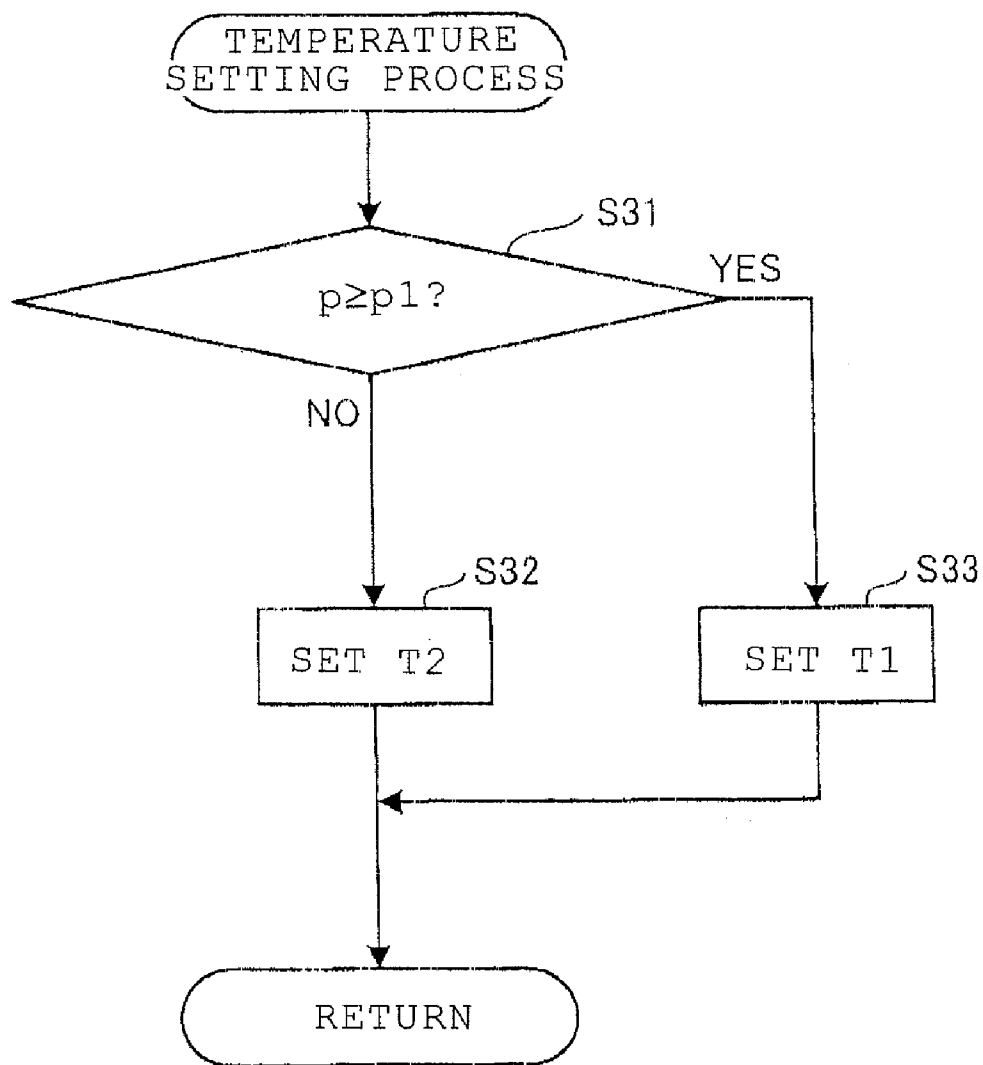 TEMPERATURE
SETTING PROCESS
S31
p≥p1?
YES
NO
S32
SET T2
S33
SET T1
RETURN